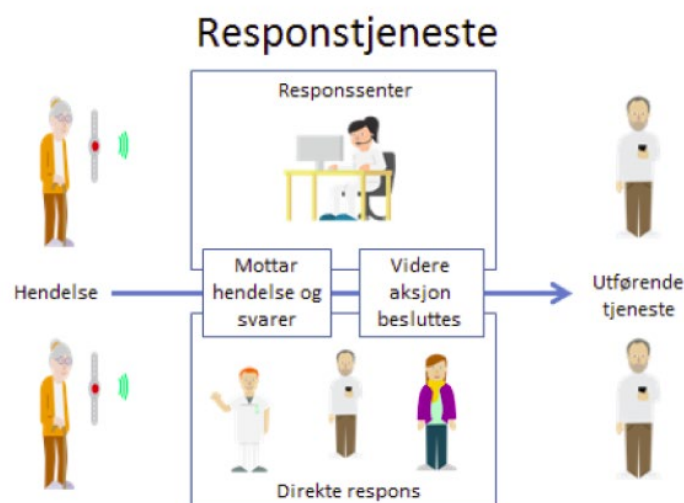 Responstjeneste
Responssenter
Hendelse
Mottar
hendelse og
svarer
Videre
aksjon
besluttes
Utførende
tjeneste
Direkte respons